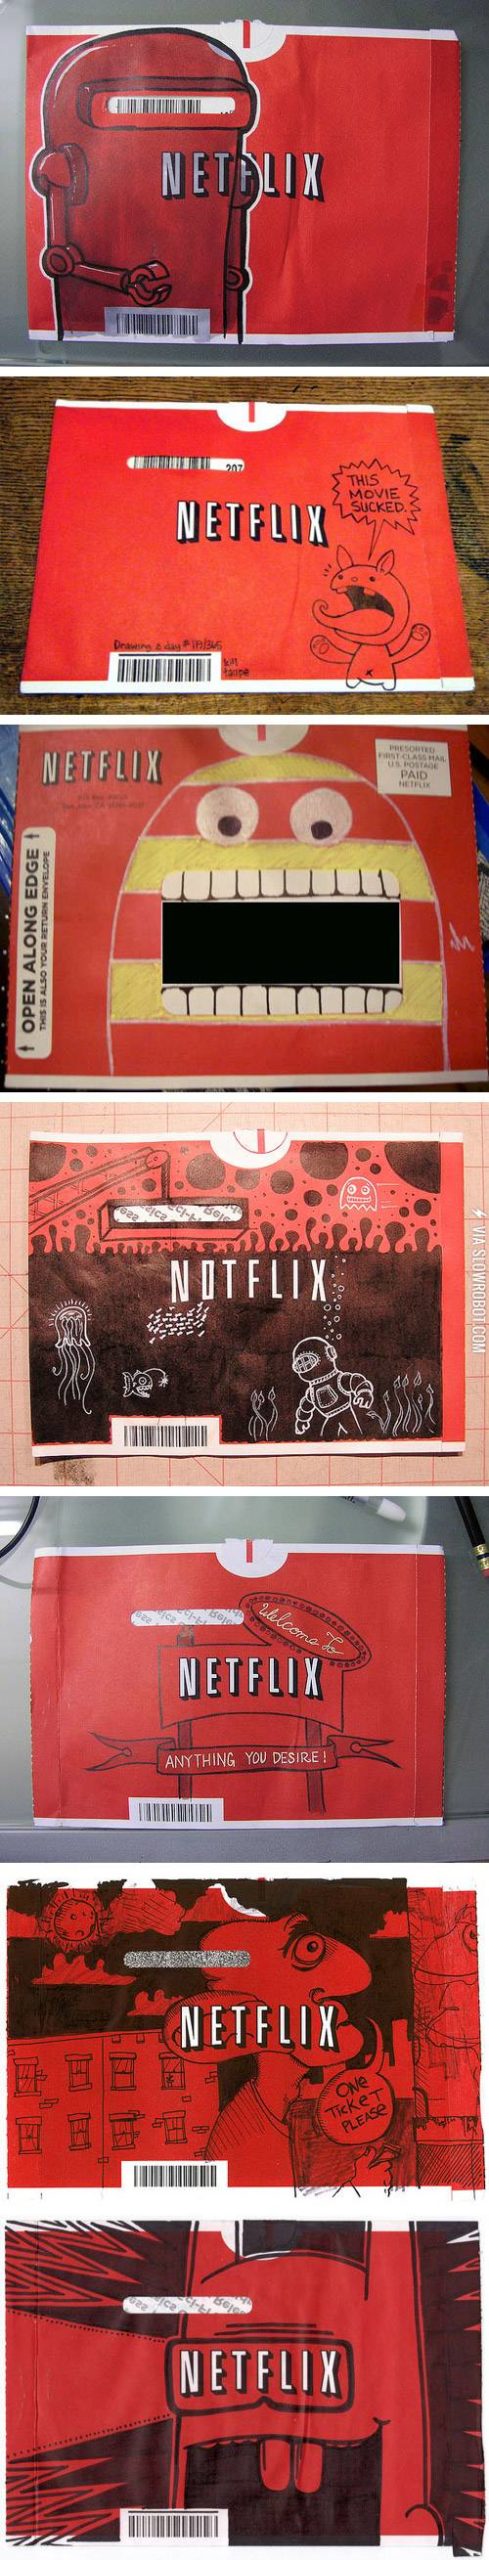 NETFLIX
207
NETFLIX
THIS
MOVIE
SUCKED.
Drawing a day # 119/365
NETFLIX
PRESORTED
FIRST-CLASS MAIL
U.S. POSTAGE
PAID
NETFLIX
OPEN ALONG EDGE
THIS IS ALSO YOUR RETURN ENVELOPE
NOTFLIX
VIA SLOWROBOT.COM
Welcome To
NETFLIX
ANYTHING YOU DESIRE!
NETFLIX
ONE
TICKET
PLEASE
NETFLIX